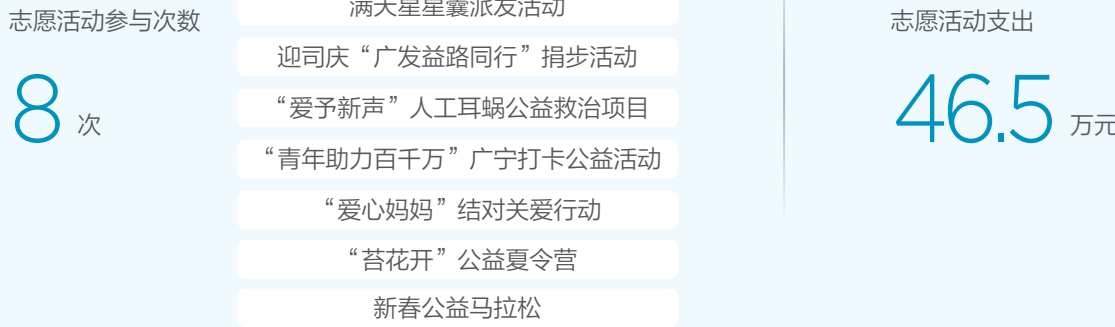 志愿活动参与次数
8 次
满天星星囊派发活动
迎司庆“广发益路同行”捐步活动
“爱予新声”人工耳蜗公益救治项目
“青年助力百千万”广宁打卡公益活动
“爱心妈妈”结对关爱行动
“苔花开”公益夏令营
新春公益马拉松
志愿活动支出
46.5 万元